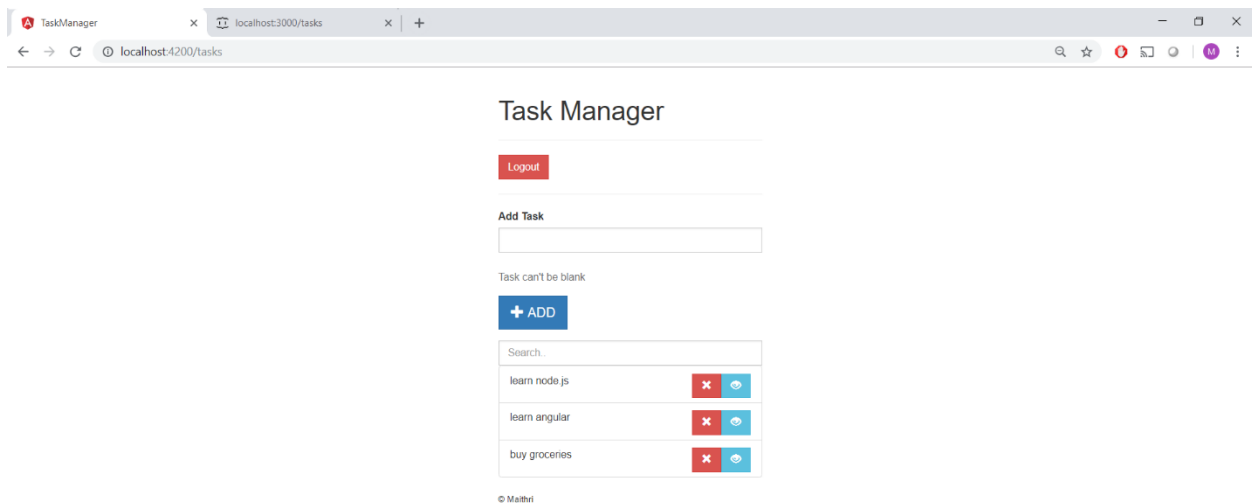 TaskManager
localhost:3000/tasks
localhost:4200/tasks
M
Task Manager
Logout
Add Task
Task can't be blank
ADD
Search..
learn node.js
learn angular
buy groceries
© Maithri